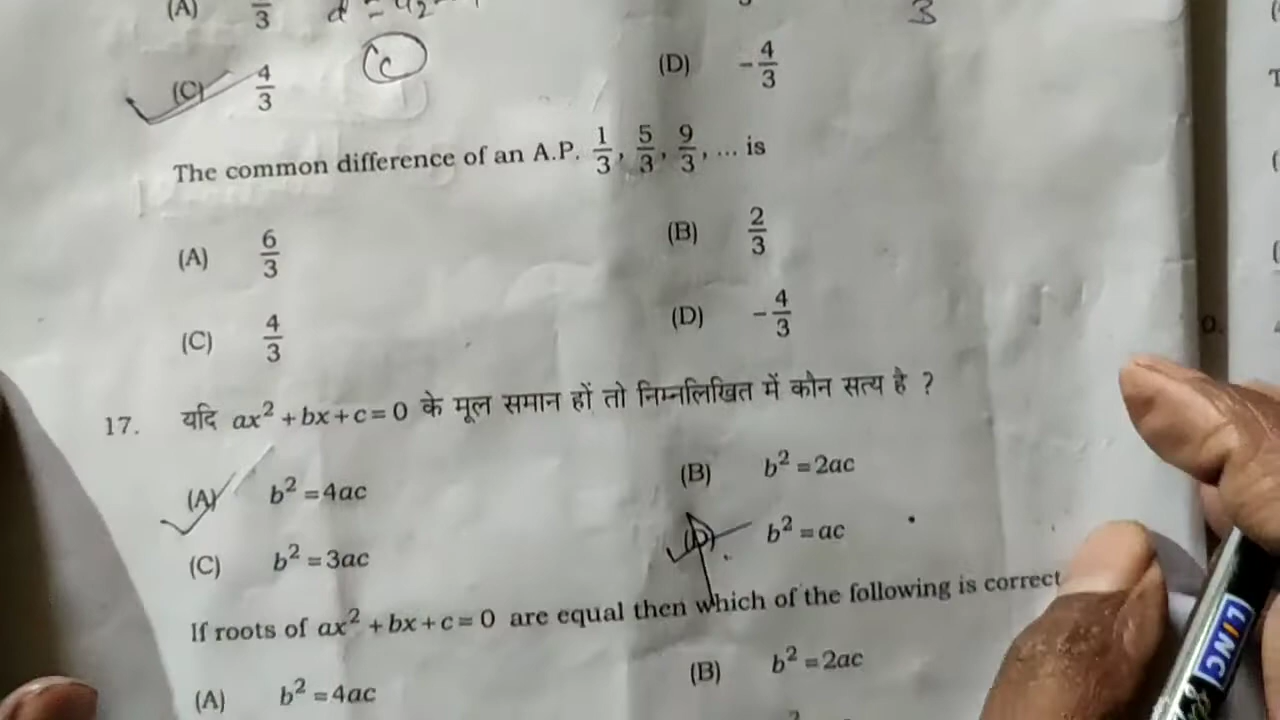 (A) 3 d = a2 3
(C) 4/3 (C) (D) -4/3
The common difference of an A.P. 1/3, 5/3, 9/3, ... is
(A) 6/3 (B) 2/3
(C) 4/3 (D) -4/3
17. यदि ax² + bx + c = 0 के मूल समान हों तो निम्नलिखित में कौन सत्य है ?
(A) b² = 4ac (B) b² = 2ac
(C) b² = 3ac (D) b² = ac
If roots of ax² + bx + c = 0 are equal then which of the following is correct
(A) b² = 4ac (B) b² = 2ac
LINC